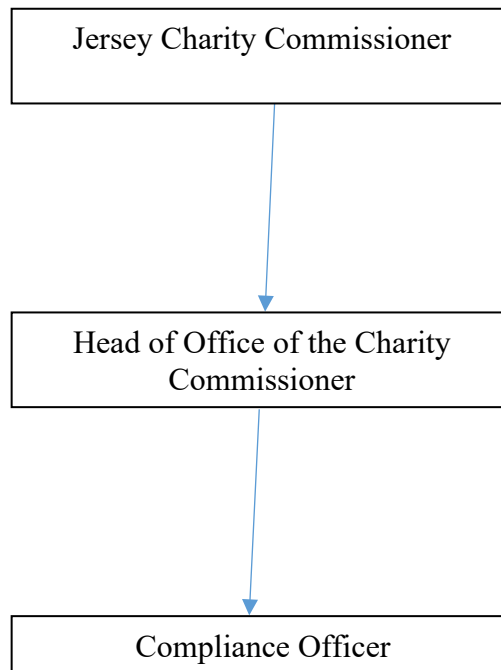 Jersey Charity Commissioner
Head of Office of the Charity
Commissioner
Compliance Officer